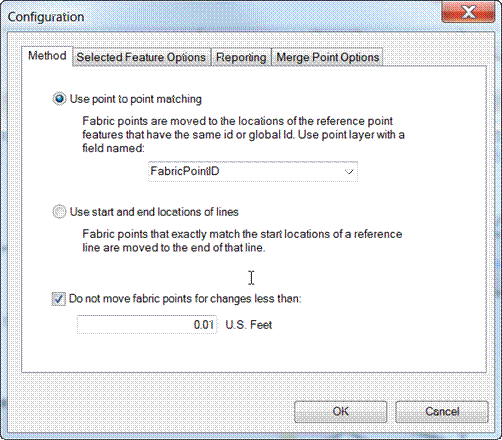 Configuration
Method Selected Feature Options Reporting Merge Point Options
Use point to point matching
Fabric points are moved to the locations of the reference point
features that have the same id or global Id. Use point layer with a
field named:
FabricPointID
Use start and end locations of lines
Fabric points that exactly match the start locations of a reference
line are moved to the end of that line.
Do not move fabric points for changes less than:
0.01 U.S. Feet
OK Cancel